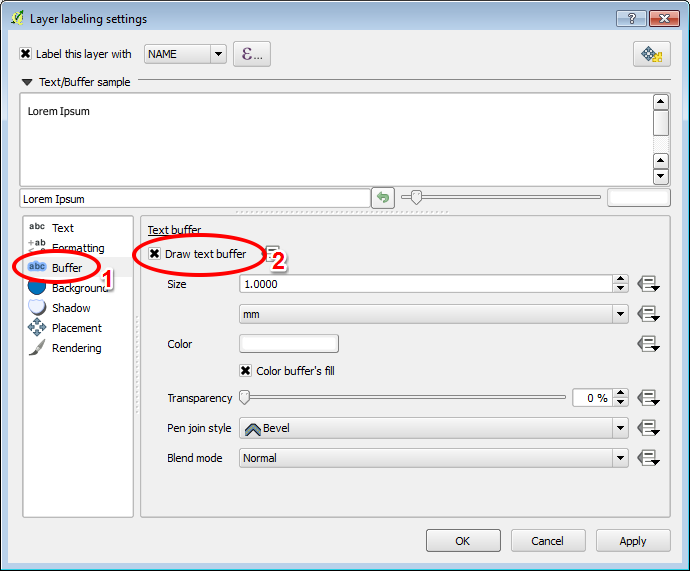 Layer labeling settings
Label this layer with NAME ε...
Text/Buffer sample
Lorem Ipsum
Lorem Ipsum
abc Text
+ab < c Formatting
abc Buffer 1
Background
Shadow
Placement
Rendering
Text buffer
Draw text buffer 2
Size 1.0000
mm
Color
Color buffer's fill
Transparency 0 %
Pen join style Bevel
Blend mode Normal
OK Cancel Apply